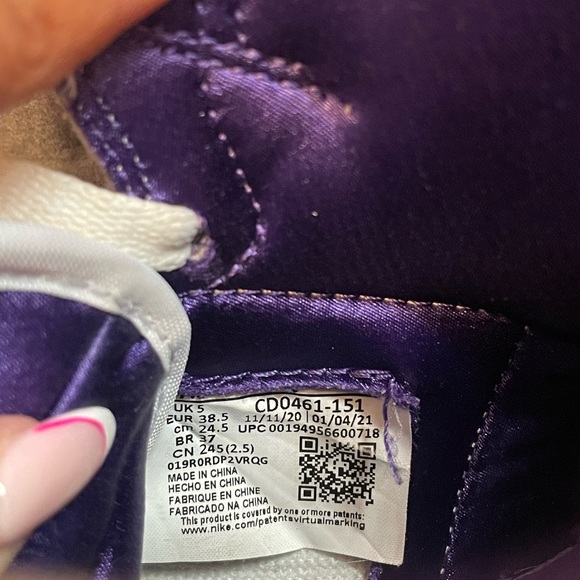 UK 5 CD0461-151
EUR 38.5 11/11/20 | 01/04/21
cm 24.5 UPC 00194956600718
BR 37
CN 245(2.5)
019R0RDP2VRQG
MADE IN CHINA
HECHO EN CHINA
FABRIQUE EN CHINE
FABRICADO NA CHINA
This product is covered by one or more patents:
www.nike.com/patentsvirtualmarking